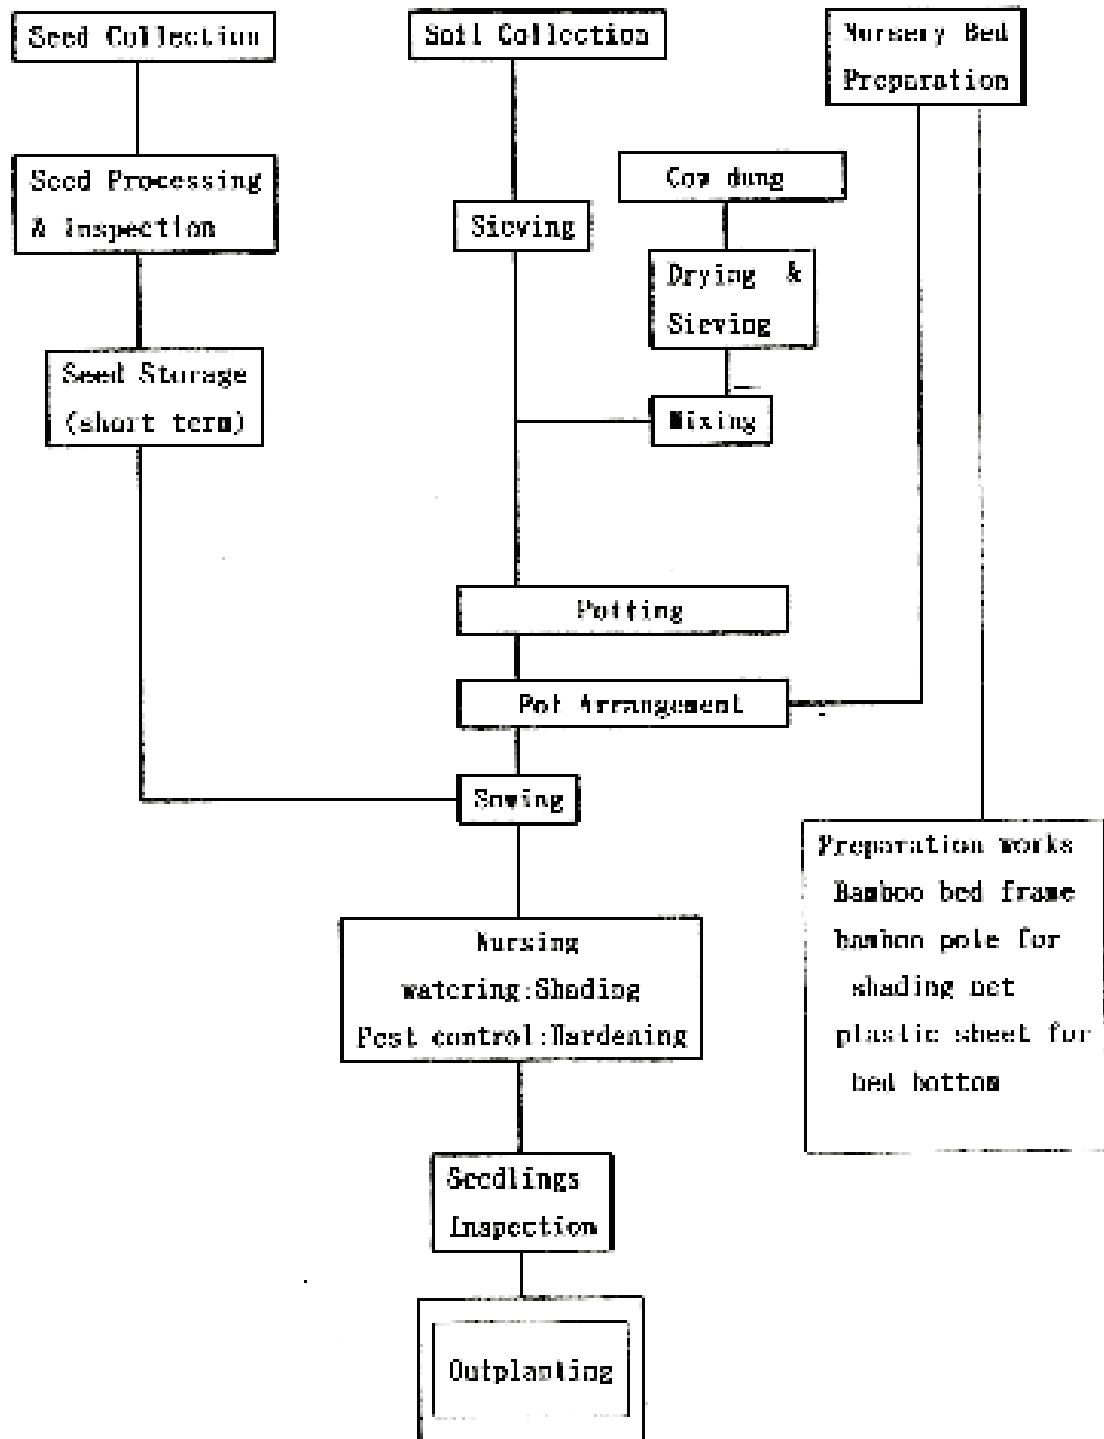 Seed Collection
Soil Collection
Nursery Bed
Preparation
Seed Processing
& Inspection
Cow dung
Sieving
Drying &
Sieving
Seed Storage
(short term)
Mixing
Potting
Pot Arrangement
Sowing
Preparation works
Bamboo bed frame
bamboo pole for
shading net
plastic sheet for
bed bottom
Nursing
watering:Shading
Pest control:Hardening
Seedlings
Inspection
Outplanting